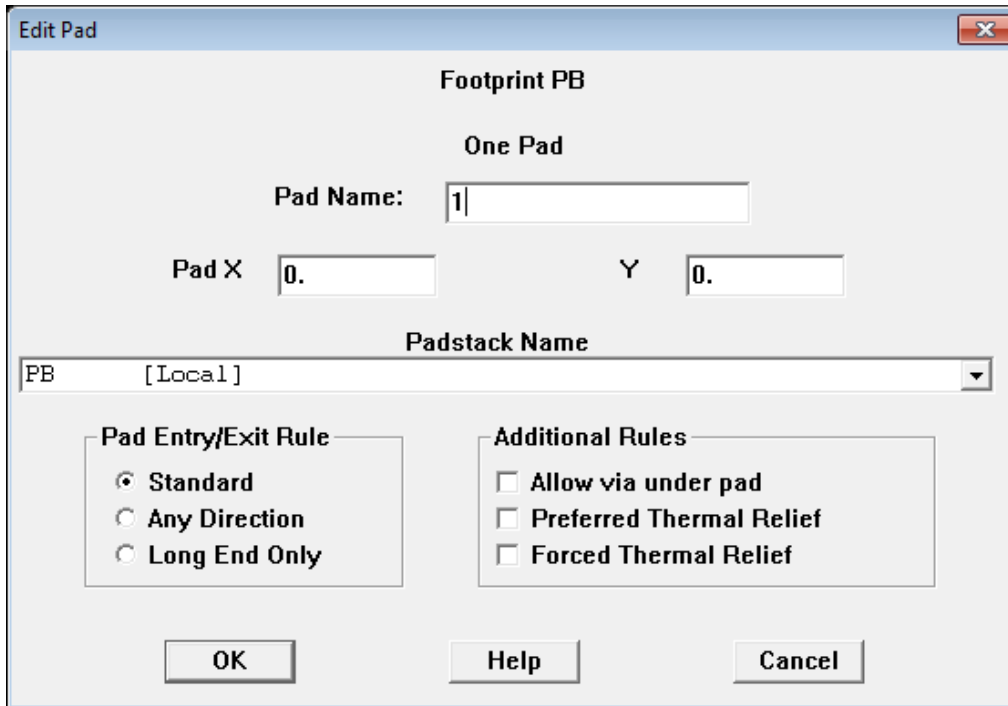 Edit Pad
Footprint PB
One Pad
Pad Name: 1
Pad X 0. Y 0.
Padstack Name
PB [Local]
Pad Entry/Exit Rule Additional Rules
Standard Allow via under pad
Any Direction Preferred Thermal Relief
Long End Only Forced Thermal Relief
OK Help Cancel